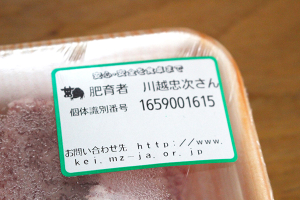 肥育者 川越忠次さん
個体識別番号 1659001615
お問い合わせ先 http://www.
kei.mz-ja.or.jp